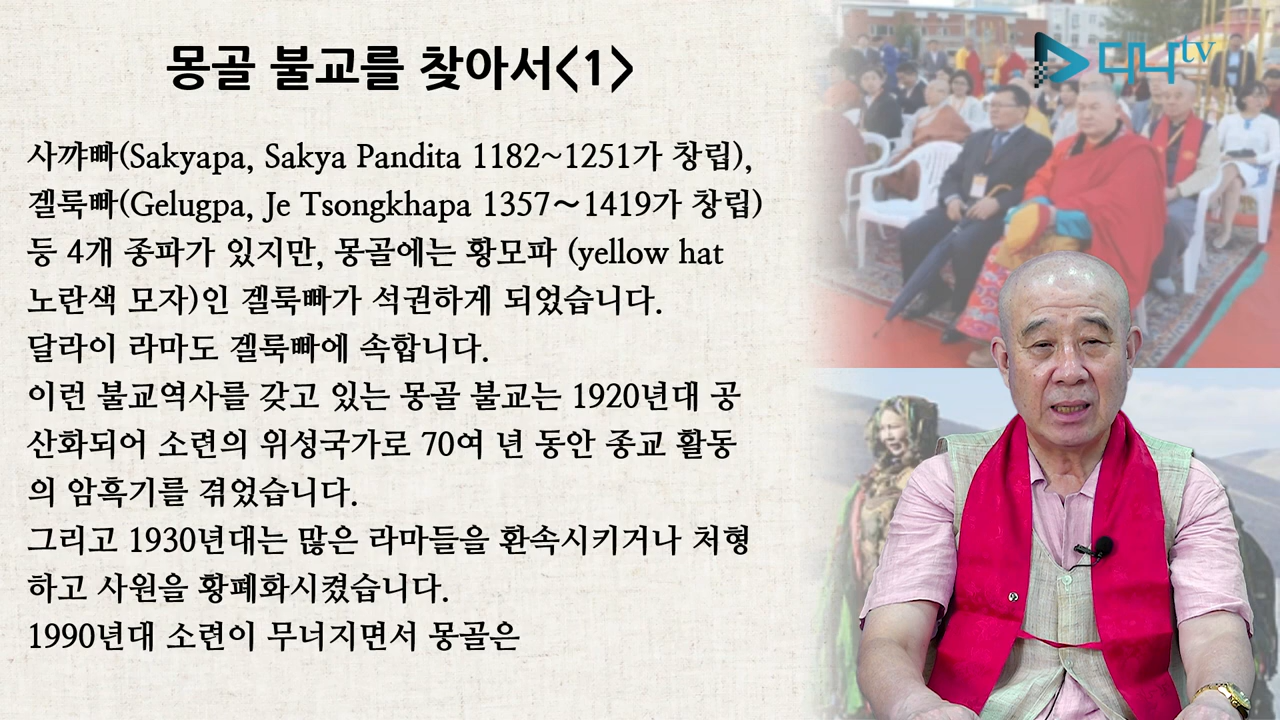 몽골 불교를 찾아서<1>
다나tv
사꺄빠(Sakyapa, Sakya Pandita 1182~1251가 창립),
겔룩빠(Gelugpa, Je Tsongkhapa 1357～1419가 창립)
등 4개 종파가 있지만, 몽골에는 황모파 (yellow hat
노란색 모자)인 겔룩빠가 석권하게 되었습니다.
달라이 라마도 겔룩빠에 속합니다.
이런 불교역사를 갖고 있는 몽골 불교는 1920년대 공
산화되어 소련의 위성국가로 70여 년 동안 종교 활동
의 암흑기를 겪었습니다.
그리고 1930년대는 많은 라마들을 환속시키거나 처형
하고 사원을 황폐화시켰습니다.
1990년대 소련이 무너지면서 몽골은